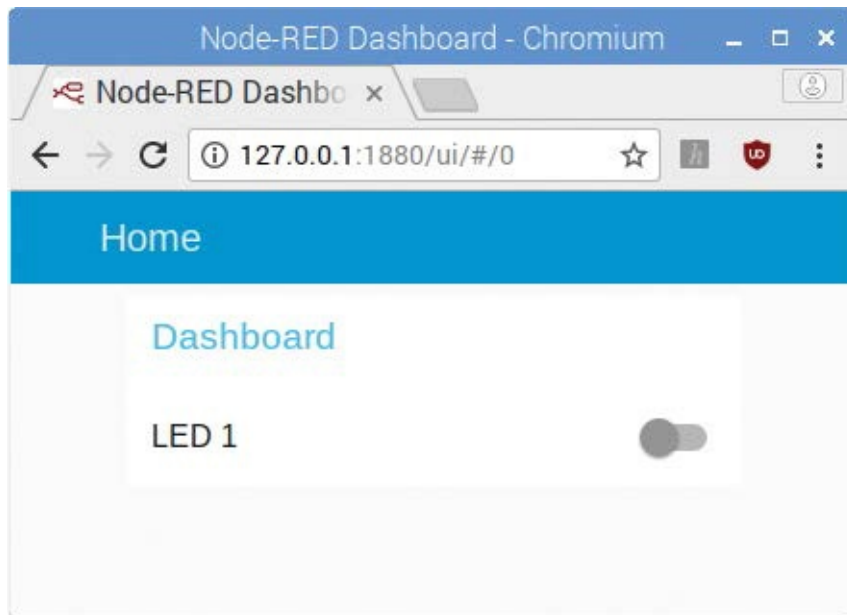 Node-RED Dashboard - Chromium
Node-RED Dashbo
127.0.0.1:1880/ui/#/0
Home
Dashboard
LED 1